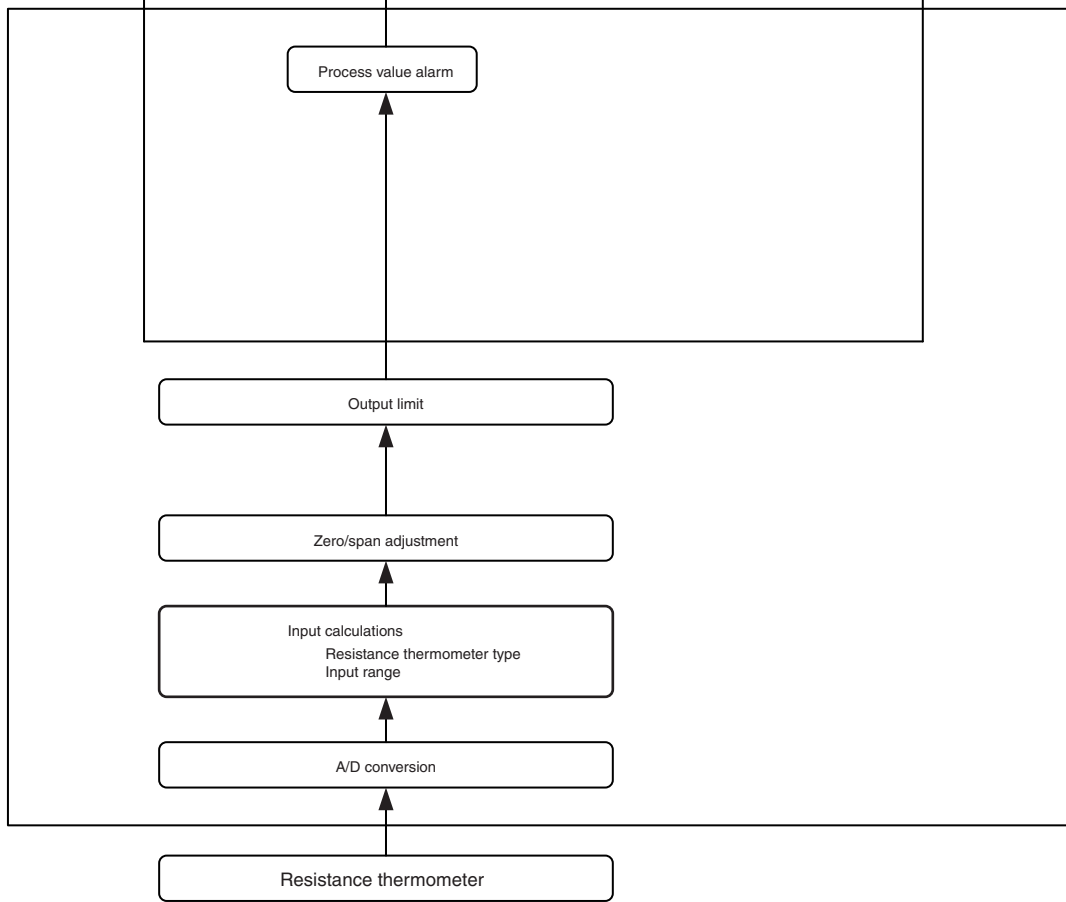 Process value alarm
Output limit
Zero/span adjustment
Input calculations
Resistance thermometer type
Input range
A/D conversion
Resistance thermometer